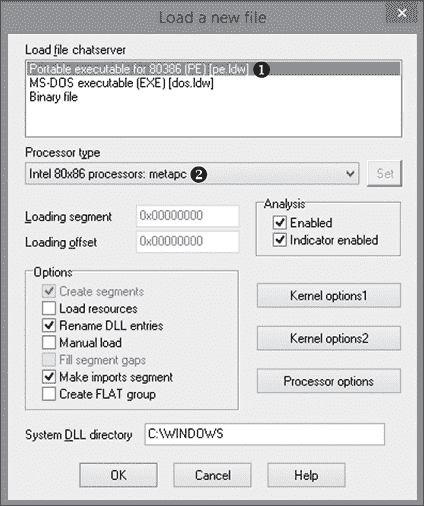 Load a new file
Load file chatserver
Portable executable for 80386 (PE) [pe.ldw] ❶
MS-DOS executable (EXE) [dos.ldw]
Binary file
Processor type
Intel 80x86 processors: metapc ❷
Set
Loading segment 0x00000000
Loading offset 0x00000000
Analysis
Enabled
Indicator enabled
Options
Create segments
Load resources
Rename DLL entries
Manual load
Fill segment gaps
Make imports segment
Create FLAT group
Kernel options1
Kernel options2
Processor options
System DLL directory C:\WINDOWS
OK Cancel Help